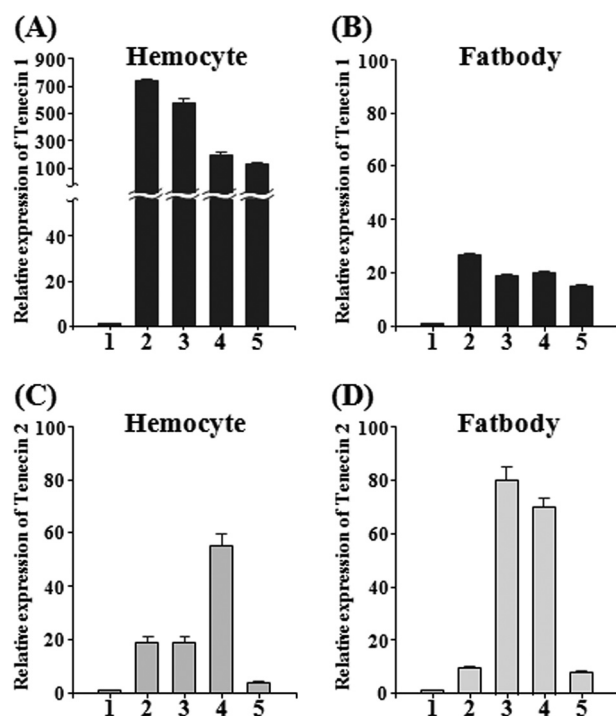 (A)
Hemocyte
Relative expression of Tenecin 1
900
700
500
300
100
40
20
0
1 2 3 4 5
(B)
Fatbody
Relative expression of Tenecin 1
100
80
60
40
20
0
1 2 3 4 5
(C)
Hemocyte
Relative expression of Tenecin 2
100
80
60
40
20
0
1 2 3 4 5
(D)
Fatbody
Relative expression of Tenecin 2
100
80
60
40
20
0
1 2 3 4 5